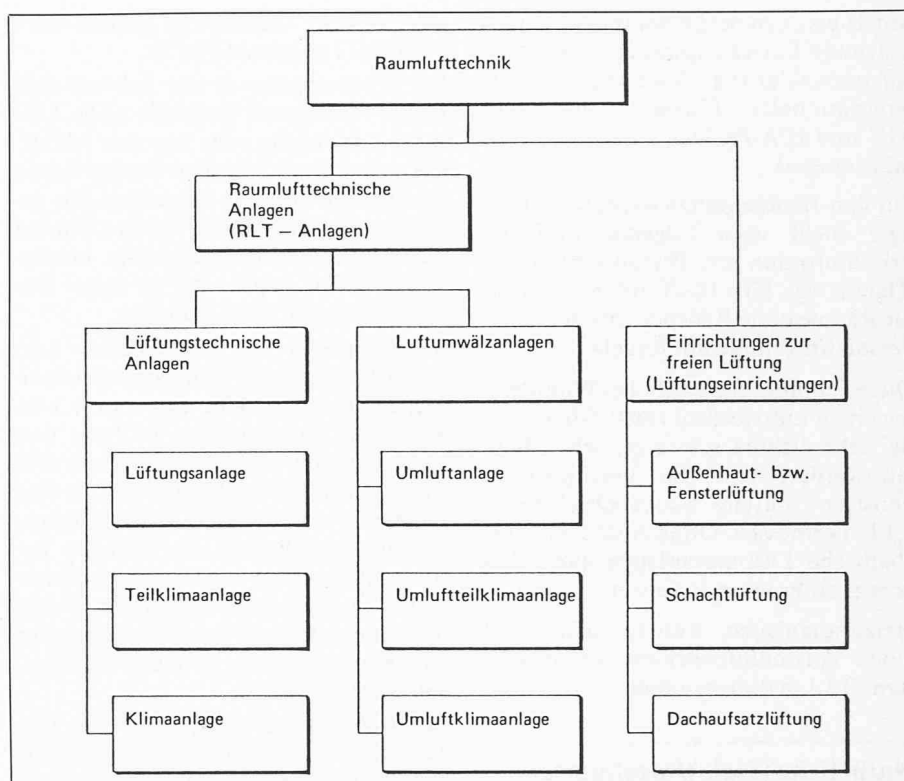 Raumlufttechnik
Raumlufttechnische
Anlagen
(RLT – Anlagen)
Lüftungstechnische
Anlagen
Luftumwälzanlagen
Einrichtungen zur
freien Lüftung
(Lüftungseinrichtungen)
Lüftungsanlage
Umluftanlage
Außenhaut- bzw.
Fensterlüftung
Teilklimaanlage
Umluftteilklimaanlage
Schachtlüftung
Klimaanlage
Umluftklimaanlage
Dachaufsatzlüftung